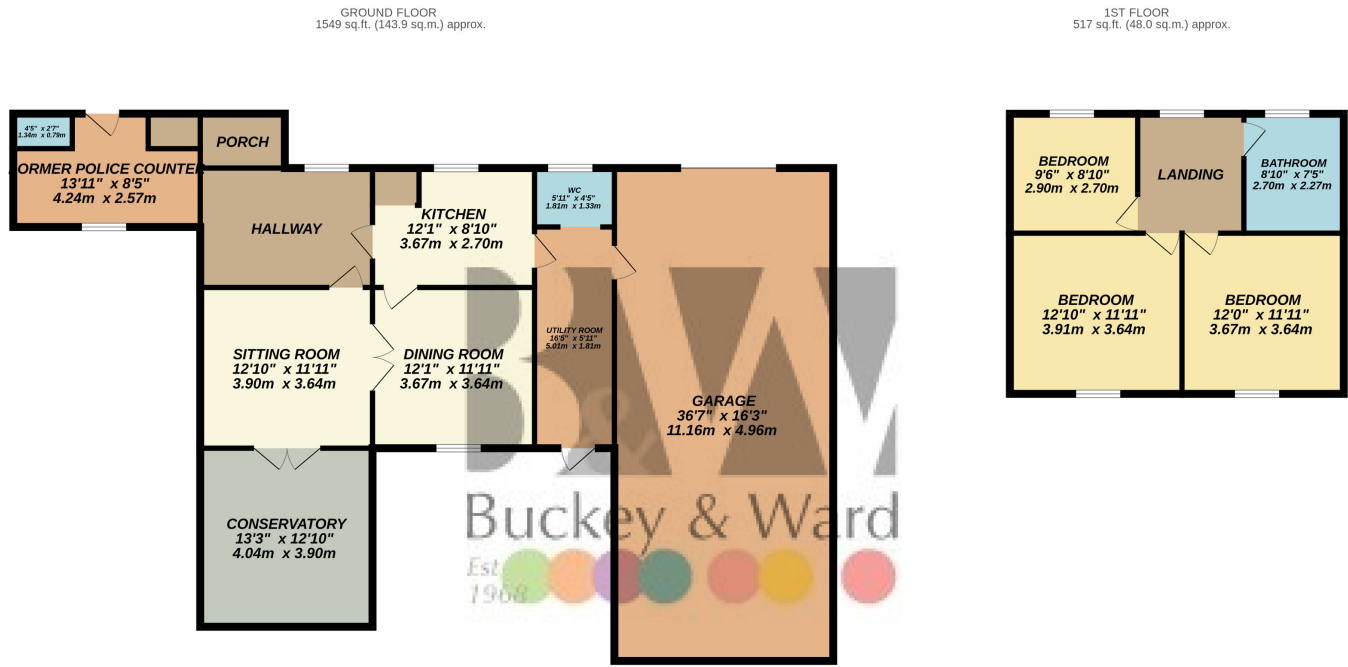 GROUND FLOOR
1549 sq.ft. (143.9 sq.m.) approx.
1ST FLOOR
517 sq.ft. (48.0 sq.m.) approx.
4'5" x 2'7"
1.34m x 0.79m
PORCH
ORMER POLICE COUNTER
13'11" x 8'5"
4.24m x 2.57m
HALLWAY
KITCHEN
12'1" x 8'10"
3.67m x 2.70m
WC
5'11" x 4'5"
1.81m x 1.33m
SITTING ROOM
12'10" x 11'11"
3.90m x 3.64m
DINING ROOM
12'1" x 11'11"
3.67m x 3.64m
UTILITY ROOM
16'5" x 5'11"
5.01m x 1.81m
GARAGE
36'7" x 16'3"
11.16m x 4.96m
CONSERVATORY
13'3" x 12'10"
4.04m x 3.90m
BEDROOM
9'6" x 8'10"
2.90m x 2.70m
LANDING
BATHROOM
8'10" x 7'5"
2.70m x 2.27m
BEDROOM
12'10" x 11'11"
3.91m x 3.64m
BEDROOM
12'0" x 11'11"
3.67m x 3.64m
B&W
Buckey & Ward
Est
1968